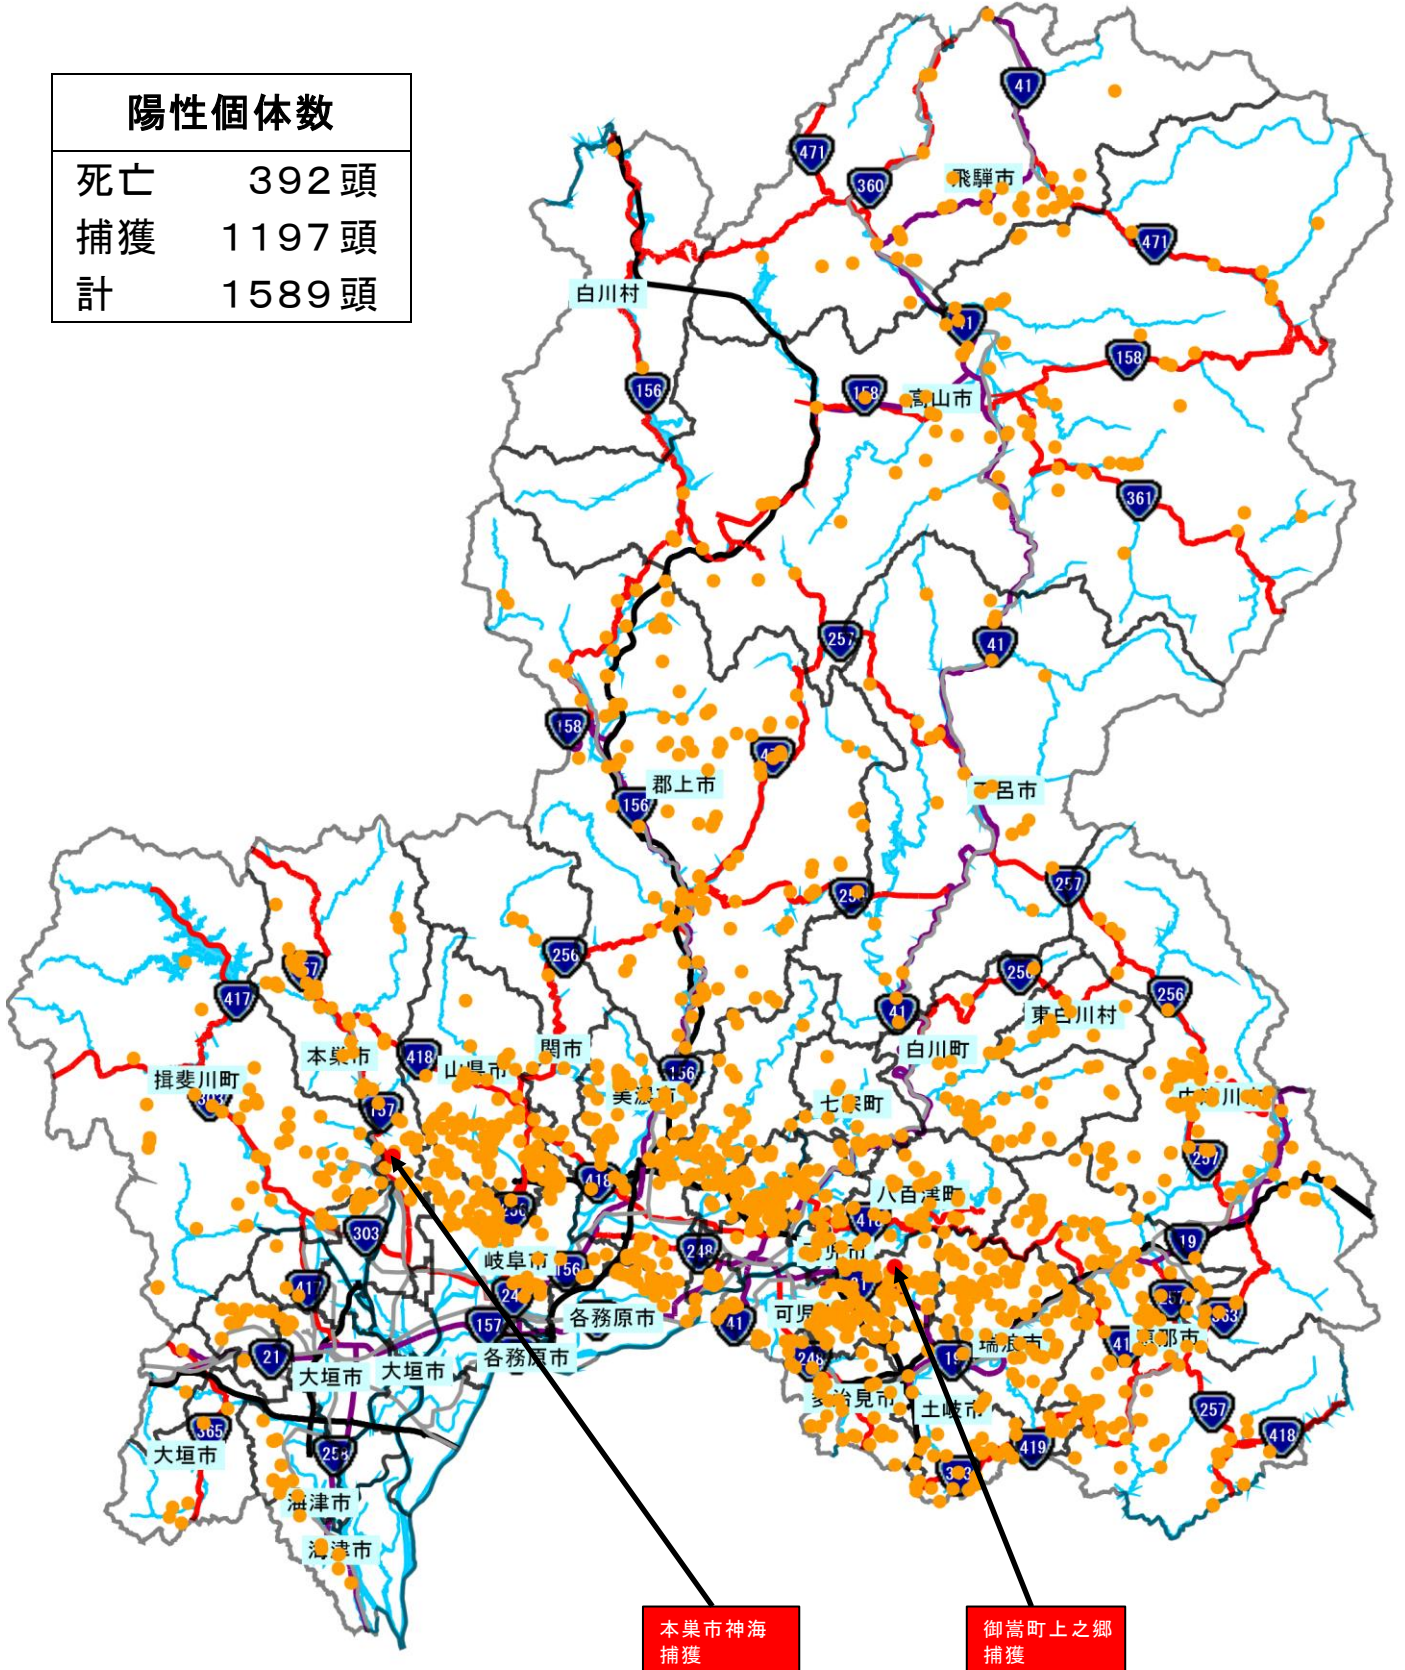 陽性個体数
死亡 392頭
捕獲 1197頭
計 1589頭
41
471
360
飛騨市
471
白川村
41
158
156
158
高山市
361
257
41
158
郡上市
156
呂市
257
256
417
256
41
東白川村
256
白川町
本巣市
418
山県市
関市
156
揖斐川町
七宗町
157
257
418
八百津町
303
19
248
岐阜市
156
417
各務原市
可児
157
41
各務原市
21
瑞浪市
恵那市
大垣市
大垣市
248
19
多治見市
土岐市
257
365
大垣市
258
419
418
海津市
海津市
本巣市神海
捕獲
御嵩町上之郷
捕獲